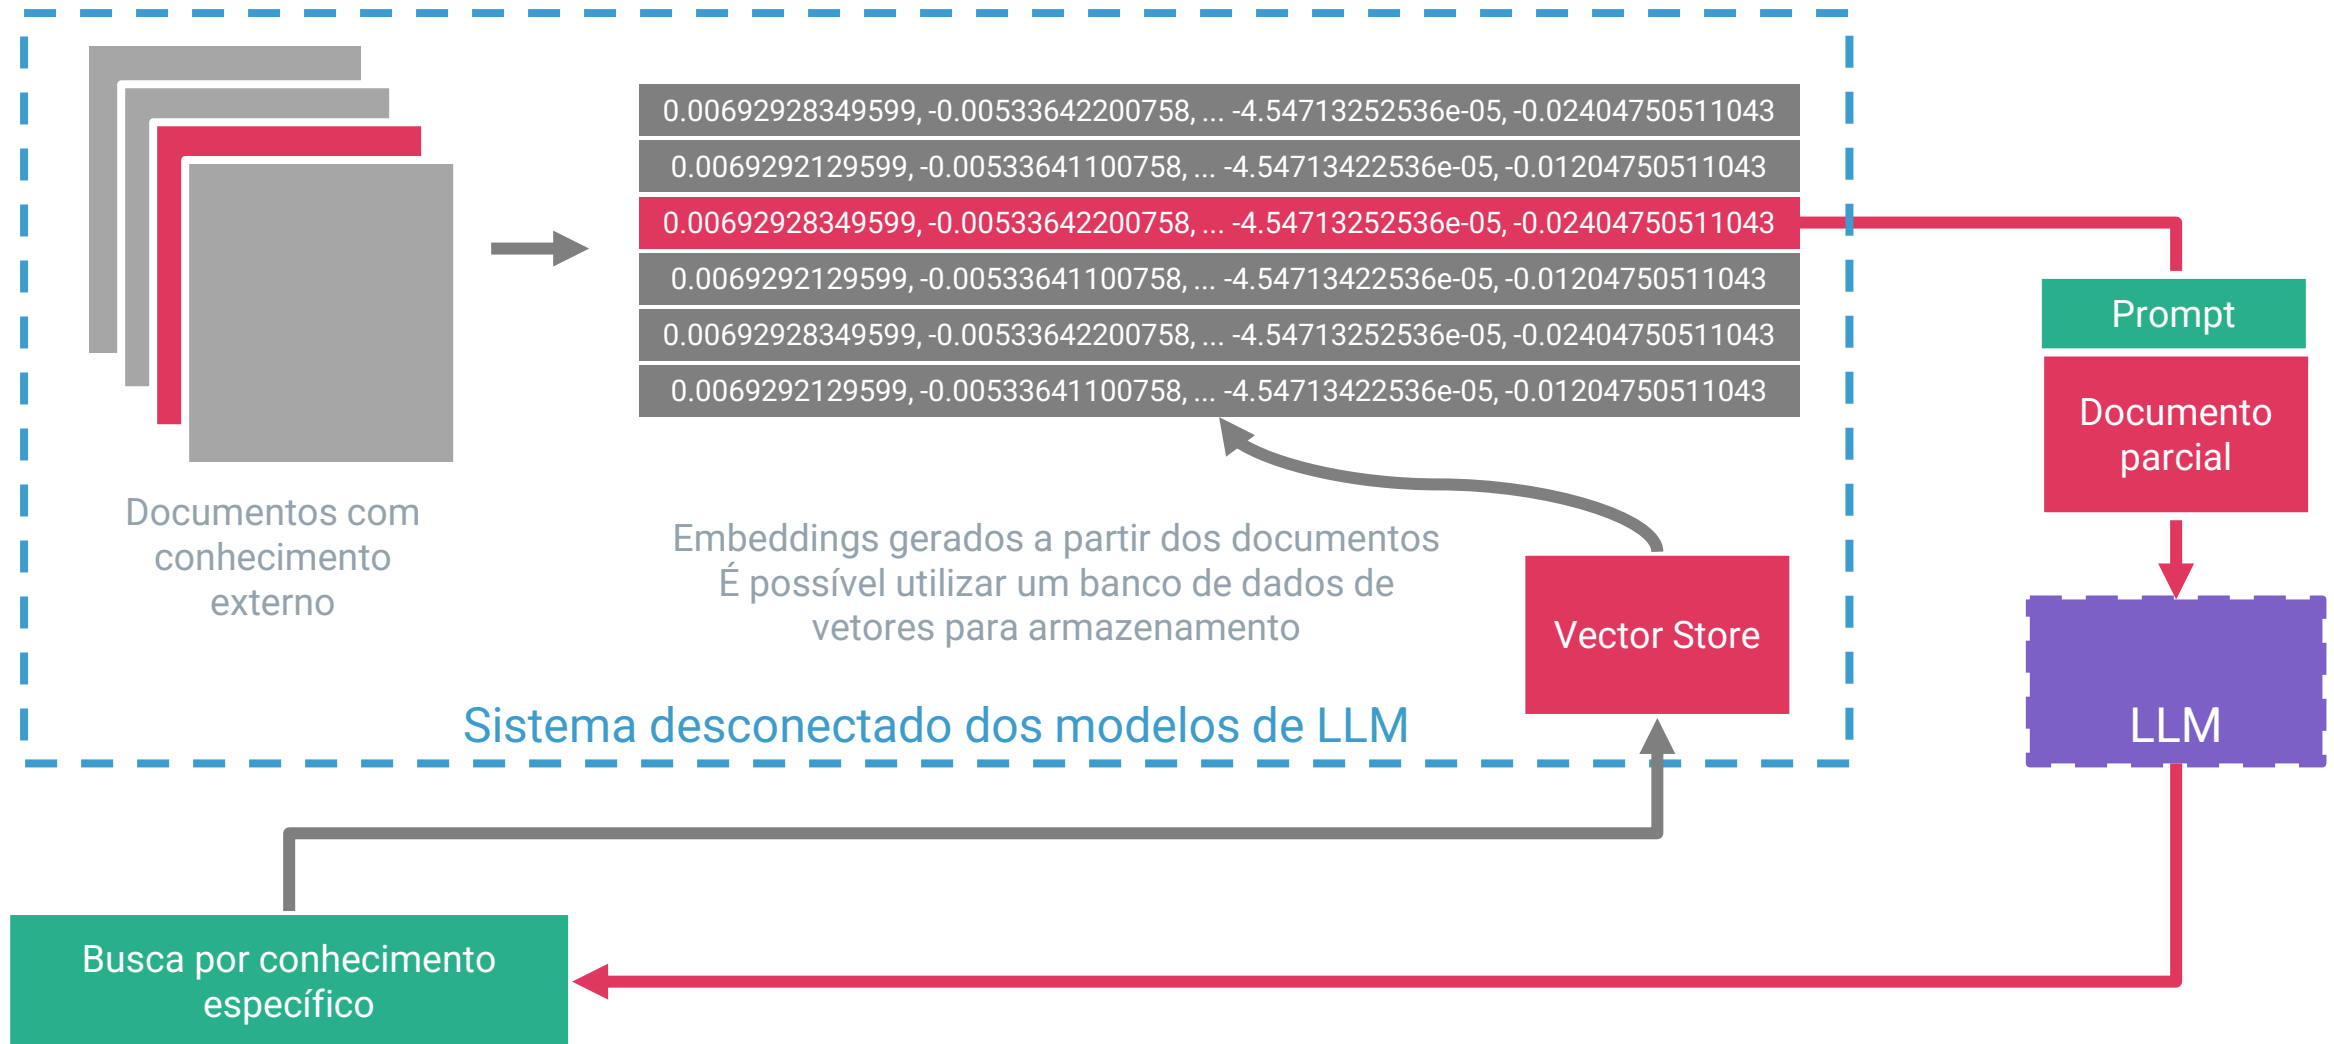 0.00692928349599, -0.00533642200758, ... -4.54713252536e-05, -0.02404750511043
0.0069292129599, -0.00533641100758, ... -4.54713422536e-05, -0.01204750511043
0.00692928349599, -0.00533642200758, ... -4.54713252536e-05, -0.02404750511043
0.0069292129599, -0.00533641100758, ... -4.54713422536e-05, -0.01204750511043
0.00692928349599, -0.00533642200758, ... -4.54713252536e-05, -0.02404750511043
0.0069292129599, -0.00533641100758, ... -4.54713422536e-05, -0.01204750511043
Prompt
Documento
parcial
Documentos com
conhecimento
externo
Embeddings gerados a partir dos documentos
É possível utilizar um banco de dados de
vetores para armazenamento
Vector Store
Sistema desconectado dos modelos de LLM
LLM
Busca por conhecimento
específico